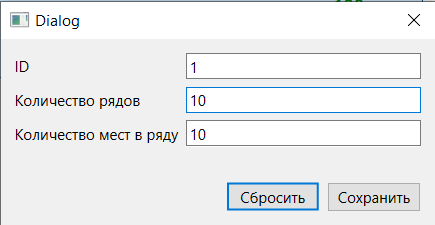 Dialog
ID 1
Количество рядов 10
Количество мест в ряду 10
Сбросить Сохранить